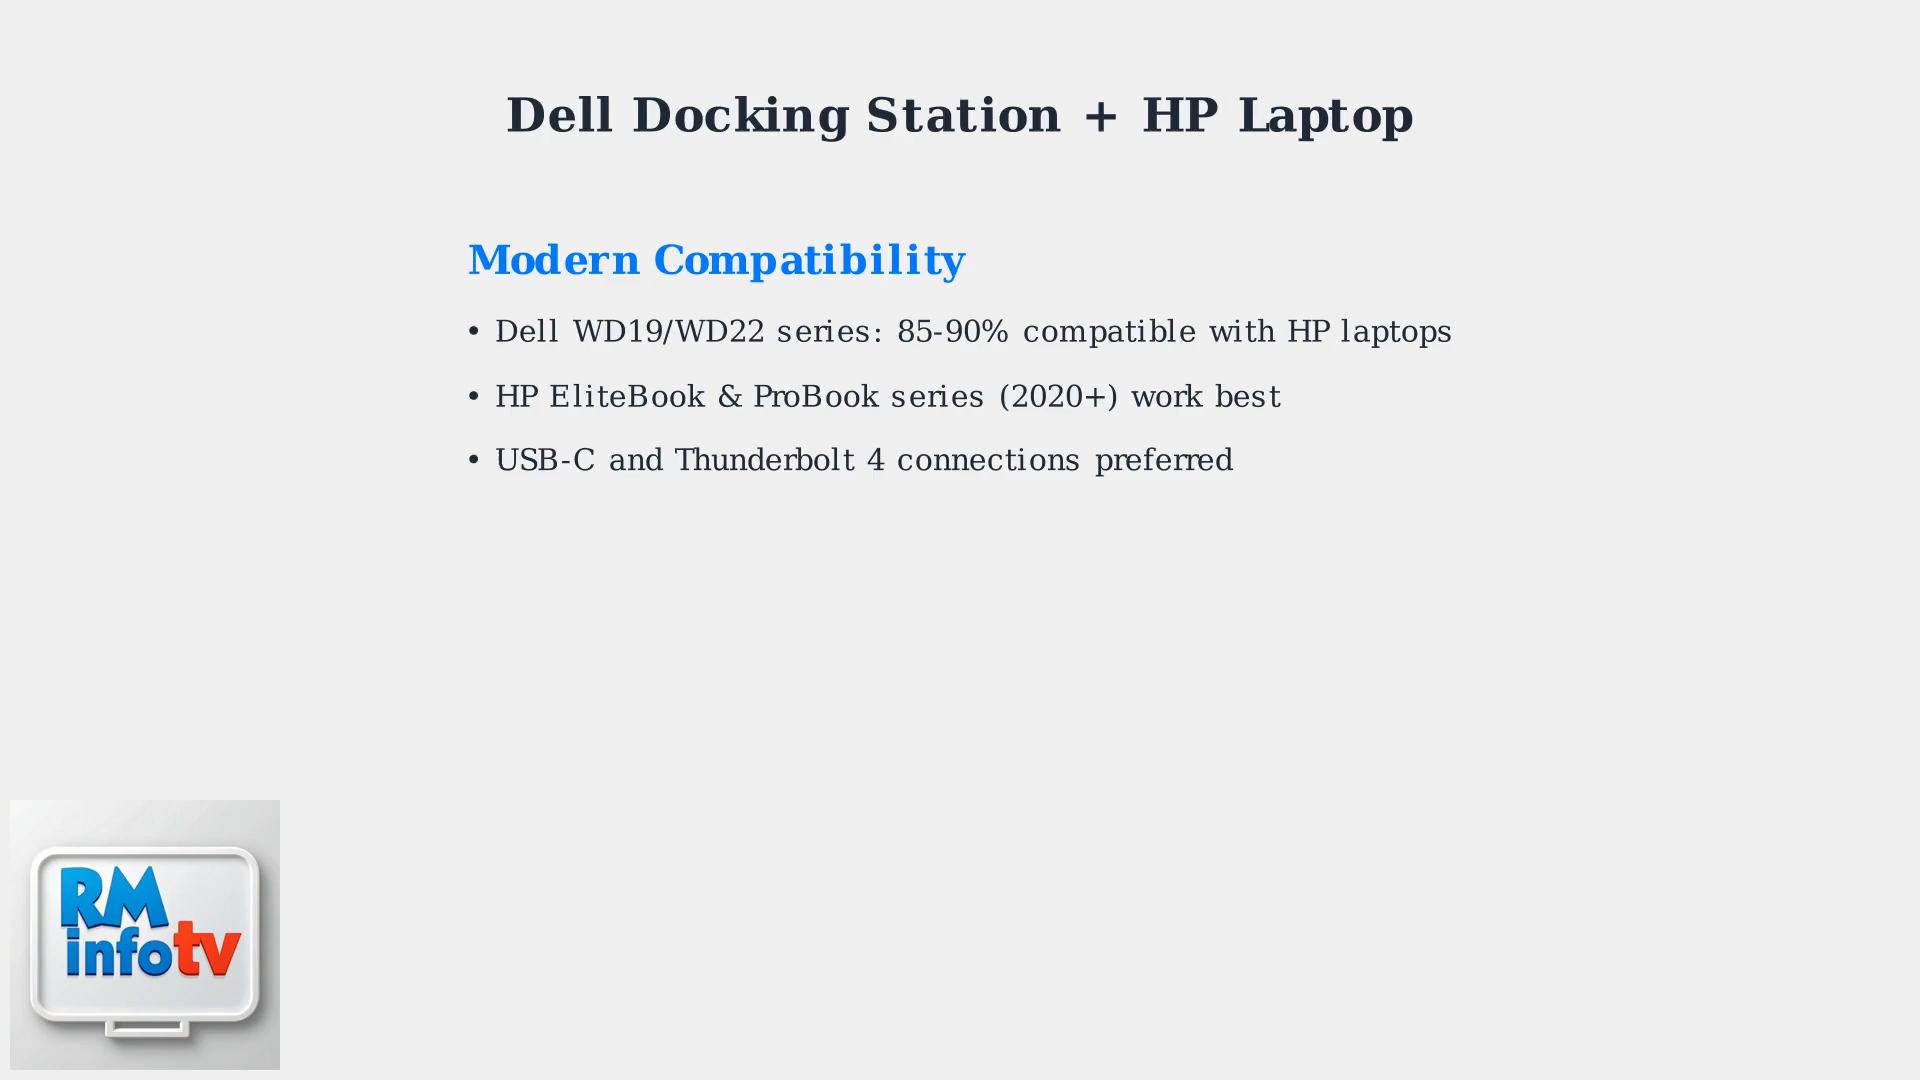 Dell Docking Station + HP Laptop
Modern Compatibility
• Dell WD19/WD22 series: 85-90% compatible with HP laptops
• HP EliteBook & ProBook series (2020+) work best
• USB-C and Thunderbolt 4 connections preferred
RM
infotv